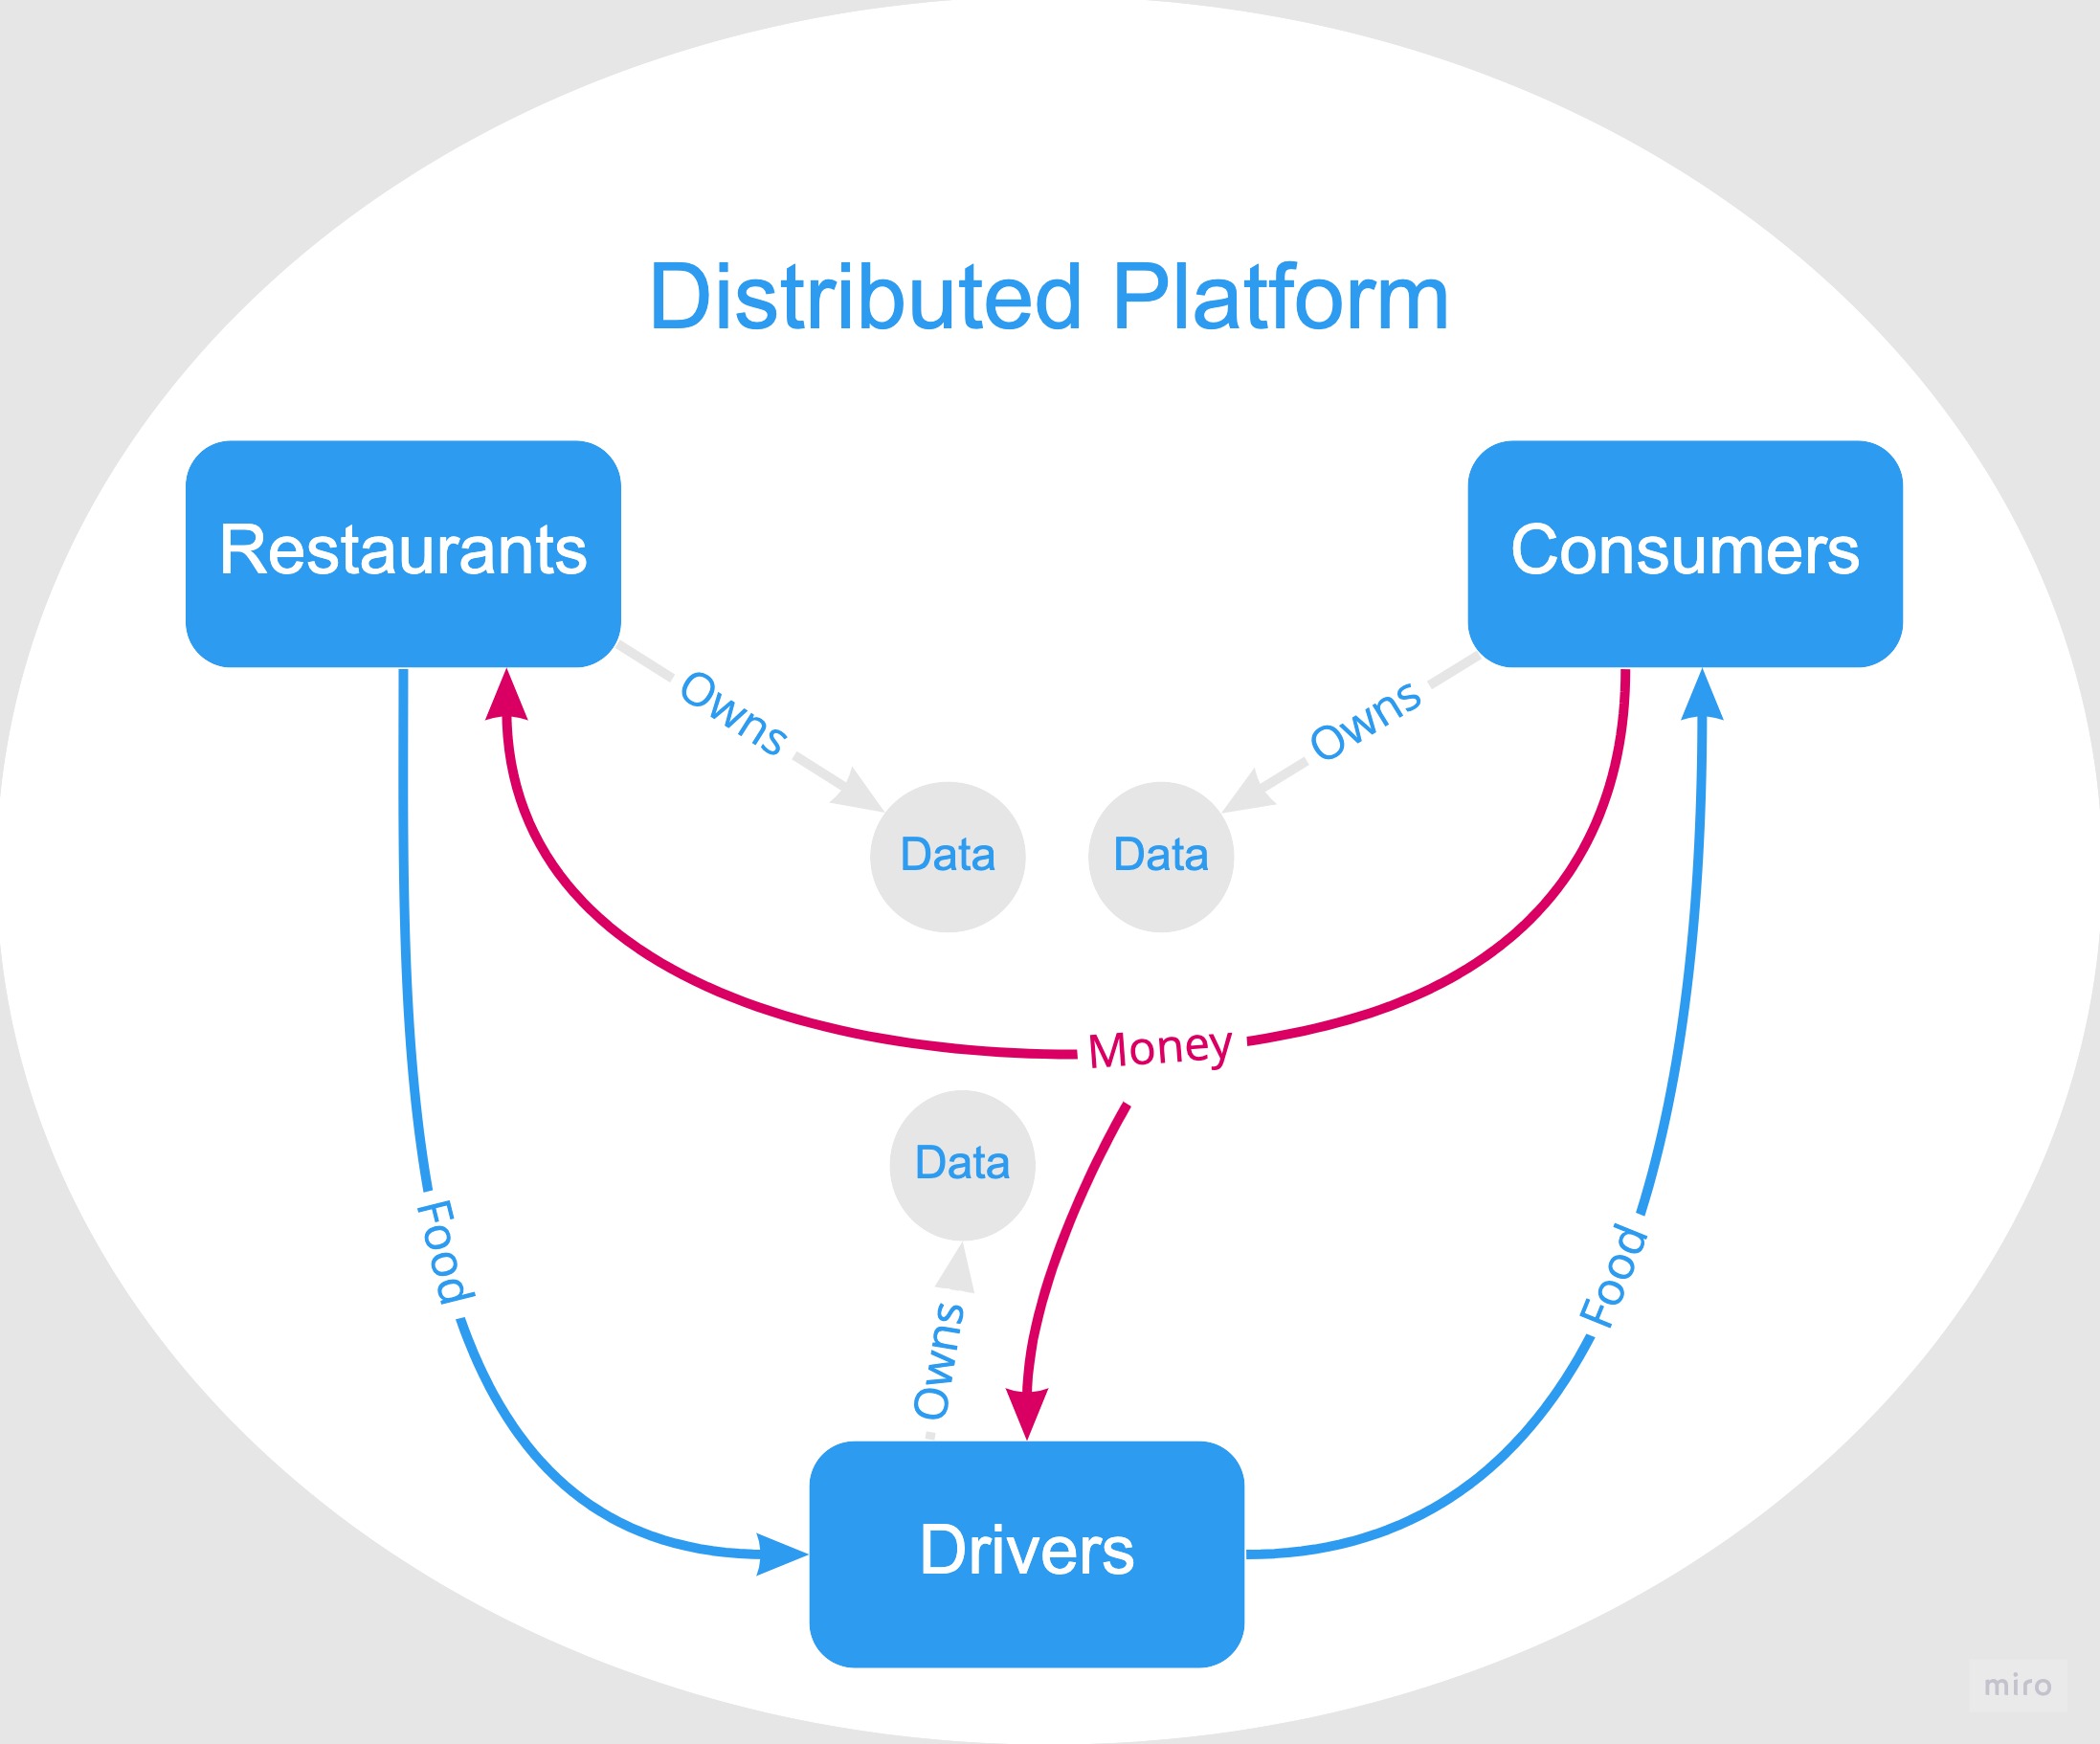 Distributed Platform
Restaurants
Consumers
Owns
Owns
Data
Data
Money
Data
Food
Food
Owns
Drivers
miro